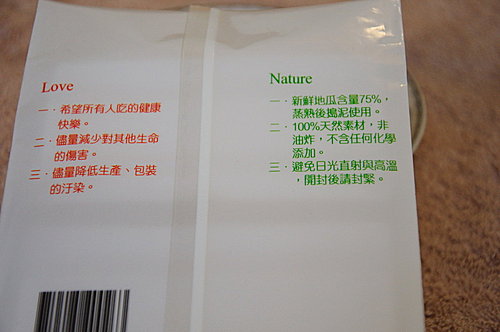 Love
一．希望所有人吃的健康
快樂。
二．儘量減少對其他生命
的傷害。
三．儘量降低生產、包裝
的汙染。
Nature
一．新鮮地瓜含量75%，
蒸熟後搗泥使用。
二．100%天然素材，非
油炸，不含任何化學
添加。
三．避免日光直射與高溫
，開封後請封緊。